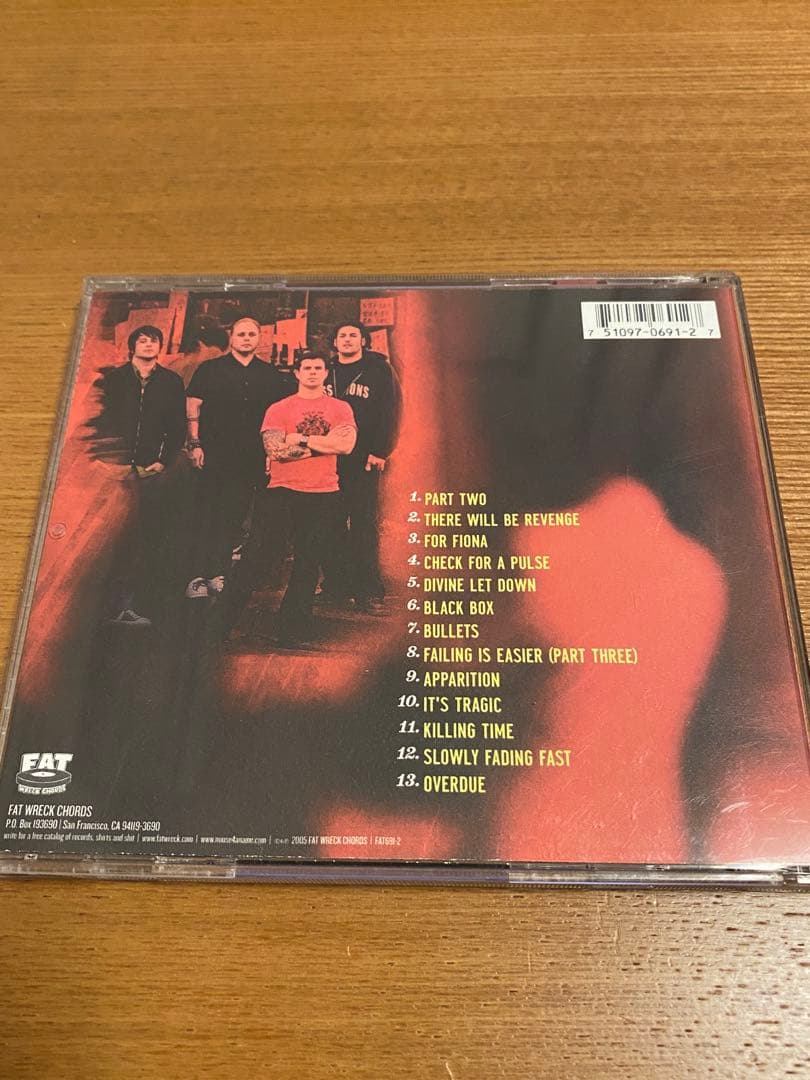 7 51097-0691-2 7
IONS
1. PART TWO
2. THERE WILL BE REVENGE
3. FOR FIONA
4. CHECK FOR A PULSE
5. DIVINE LET DOWN
6. BLACK BOX
7. BULLETS
8. FAILING IS EASIER (PART THREE)
9. APPARITION
10. IT'S TRAGIC
11. KILLING TIME
12. SLOWLY FADING FAST
13. OVERDUE
FAT
WRECK CHORDS
FAT WRECK CHORDS
P.O. Box 193690 | San Francisco, CA 94119-3690
write for a free catalog of records, shirts and shit | www.fatwreck.com | www.nouse4aname.com | ©&℗ 2005 FAT WRECK CHORDS | FAT691-2